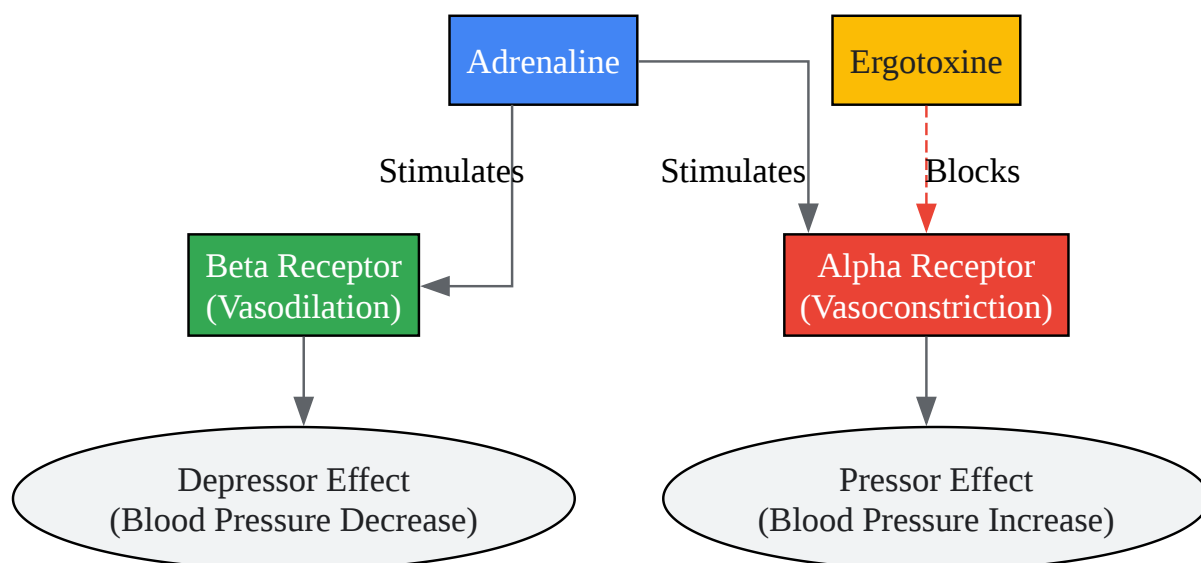 Adrenaline
Ergotoxine
Stimulates
Stimulates
Blocks
Beta Receptor
(Vasodilation)
Alpha Receptor
(Vasoconstriction)
Depressor Effect
(Blood Pressure Decrease)
Pressor Effect
(Blood Pressure Increase)